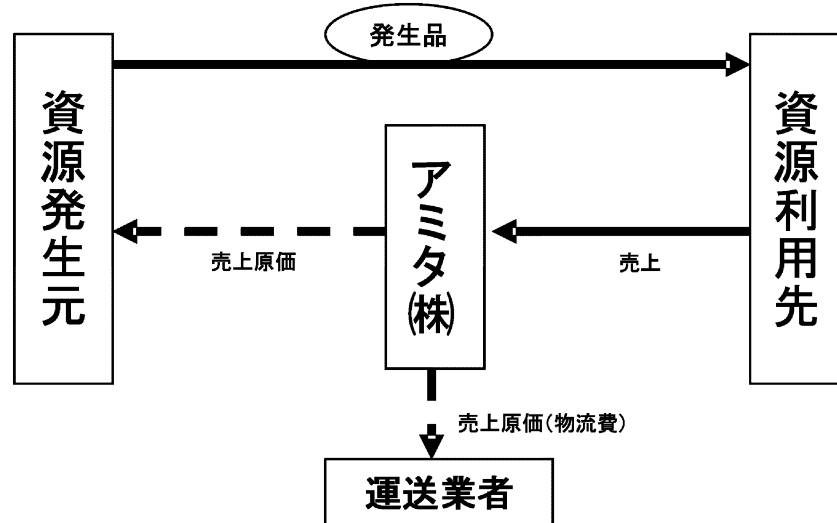 発生品
資源発生元
アミタ㈱
資源利用先
売上原価
売上
売上原価(物流費)
運送業者